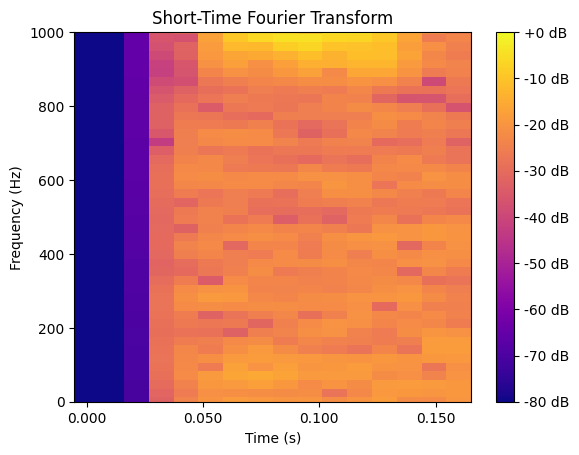 Short-Time Fourier Transform
1000
800
600
400
200
0
Frequency (Hz)
0.000
0.050
0.100
0.150
Time (s)
+0 dB
-10 dB
-20 dB
-30 dB
-40 dB
-50 dB
-60 dB
-70 dB
-80 dB